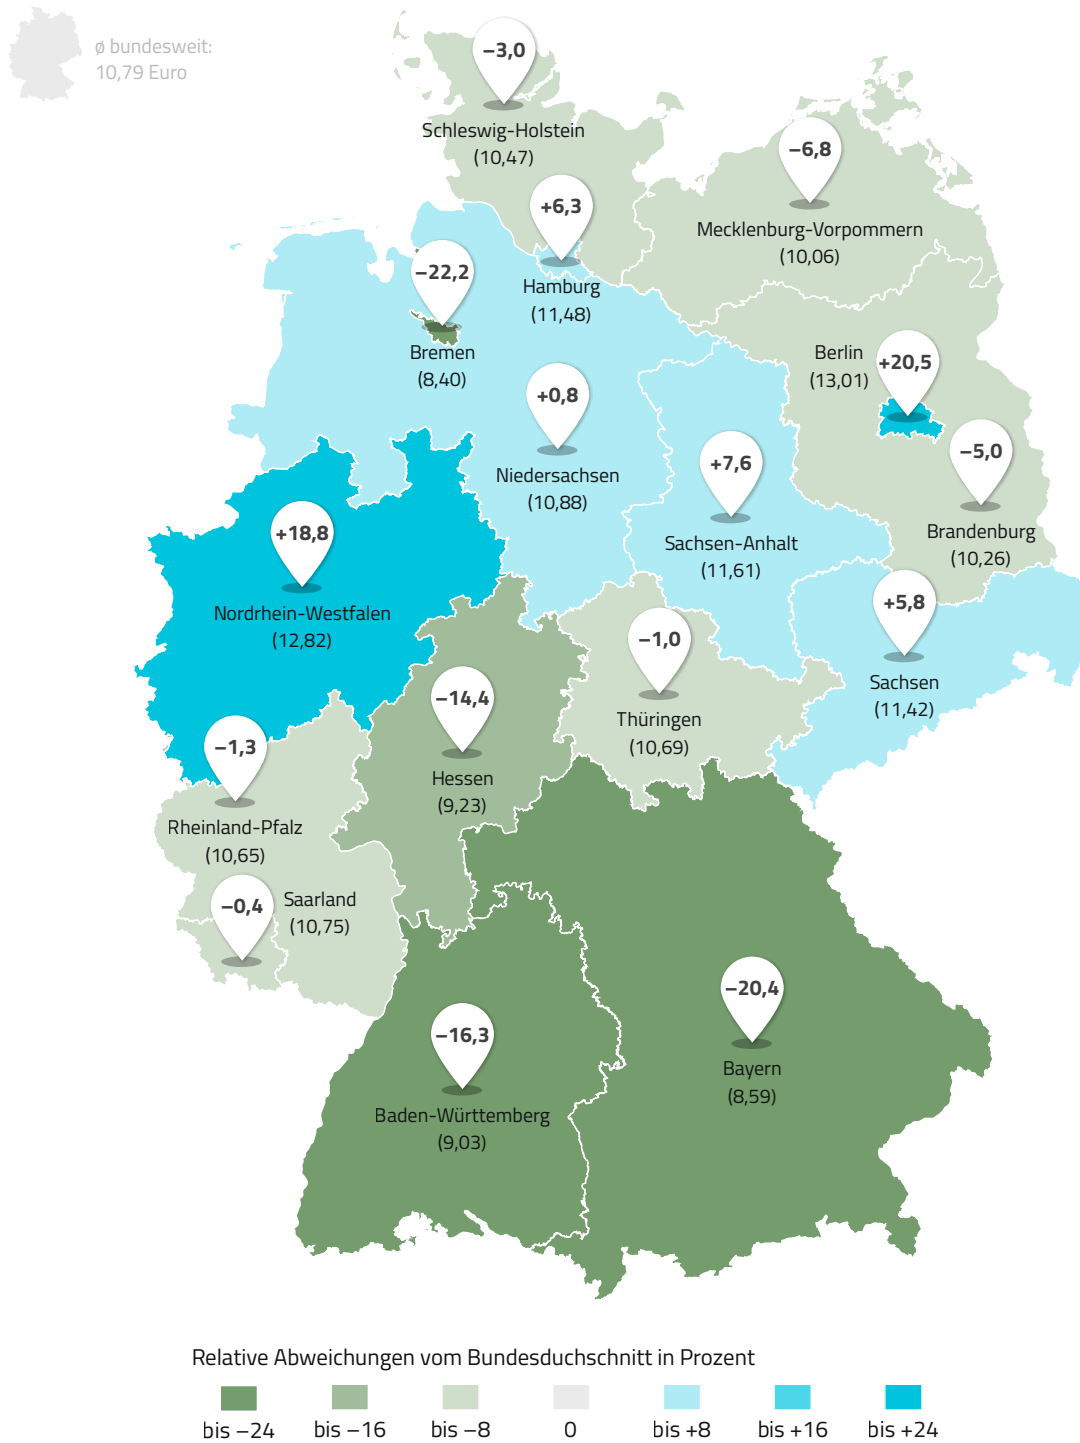 ø bundesweit:
10,79 Euro
–3,0
Schleswig-Holstein
(10,47)
–6,8
Mecklenburg-Vorpommern
(10,06)
+6,3
Hamburg
(11,48)
–22,2
Bremen
(8,40)
+20,5
Berlin
(13,01)
+0,8
Niedersachsen
(10,88)
–5,0
Brandenburg
(10,26)
+7,6
Sachsen-Anhalt
(11,61)
+18,8
Nordrhein-Westfalen
(12,82)
+5,8
Sachsen
(11,42)
–1,0
Thüringen
(10,69)
–14,4
Hessen
(9,23)
–1,3
Rheinland-Pfalz
(10,65)
–0,4
Saarland
(10,75)
–20,4
Bayern
(8,59)
–16,3
Baden-Württemberg
(9,03)
Relative Abweichungen vom Bundesduchschnitt in Prozent
bis –24
bis –16
bis –8
0
bis +8
bis +16
bis +24